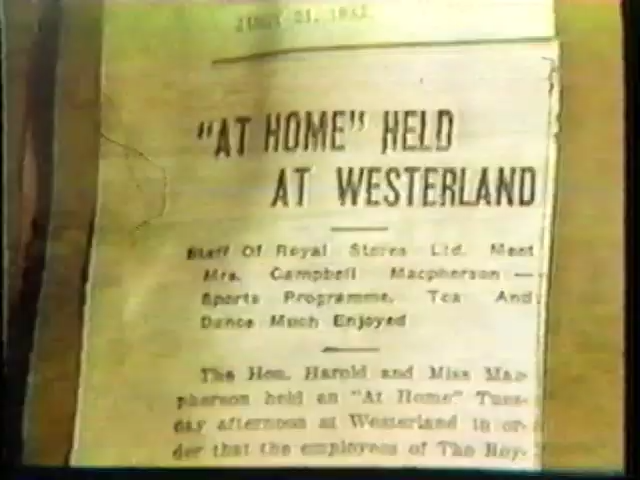 "AT HOME" HELD
AT WESTERLAND
Staff Of Royal Stores Ltd. Meet
Mrs. Campbell Macpherson —
Sports Programme, Tea And
Dance Much Enjoyed
The Hon. Harold and Miss Mac-
pherson held an "At Home" Tues-
day afternoon at Westerland in or-
der that the employees of The Roy-